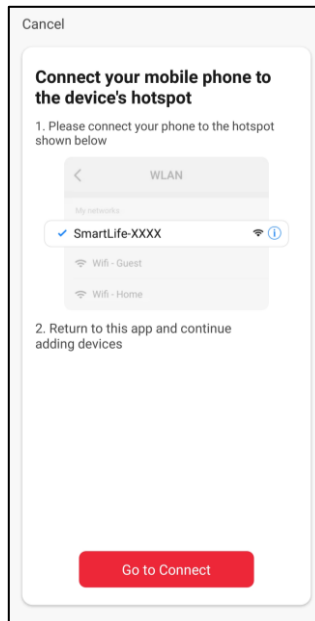 Cancel
Connect your mobile phone to
the device's hotspot
1. Please connect your phone to the hotspot
shown below
WLAN
My networks
SmartLife-XXXX
Wifi - Guest
Wifi - Home
2. Return to this app and continue
adding devices
Go to Connect